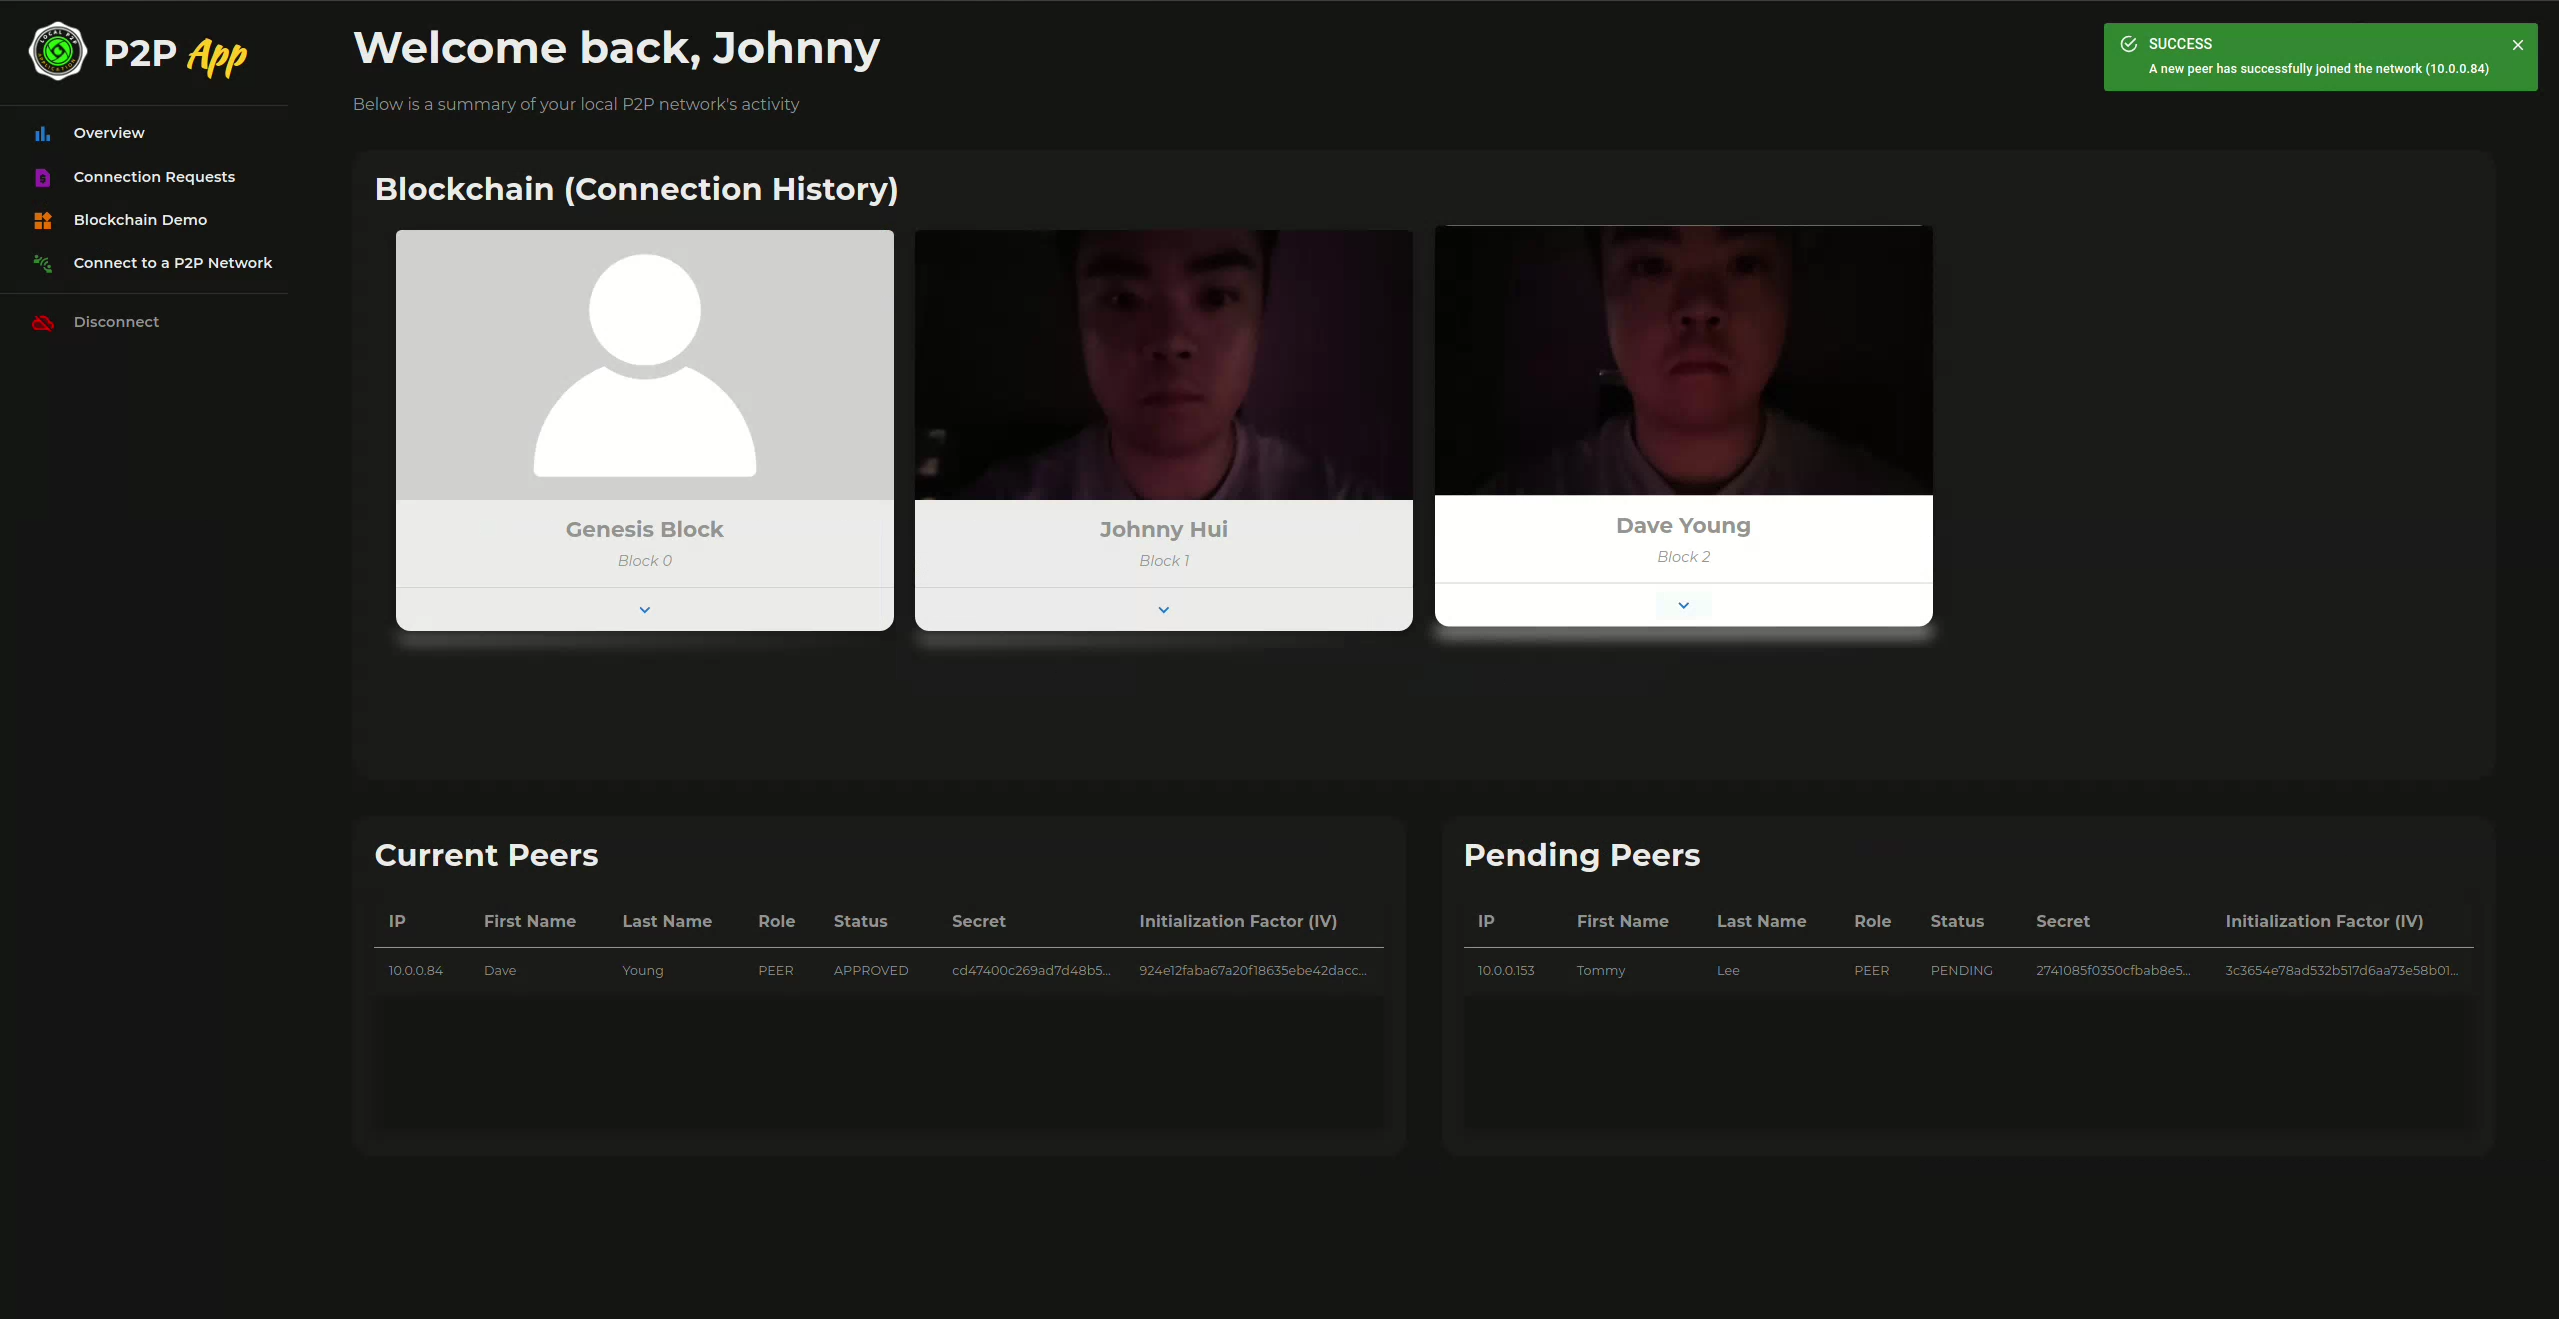 P2P App
Overview
Connection Requests
Blockchain Demo
Connect to a P2P Network
Disconnect
Welcome back, Johnny
Below is a summary of your local P2P network's activity
SUCCESS
A new peer has successfully joined the network (10.0.0.84)
Blockchain (Connection History)
Genesis Block
Block 0
Johnny Hui
Block 1
Dave Young
Block 2
Current Peers
IP First Name Last Name Role Status Secret Initialization Factor (IV)
10.0.0.84 Dave Young PEER APPROVED cd47400c269ad7d48b5... 924e12faba67a20f18635ebe42dacc...
Pending Peers
IP First Name Last Name Role Status Secret Initialization Factor (IV)
10.0.0.153 Tommy Lee PEER PENDING 2741085f0350cfbab8e5... 3c3654e78ad532b517d6aa73e58b01...